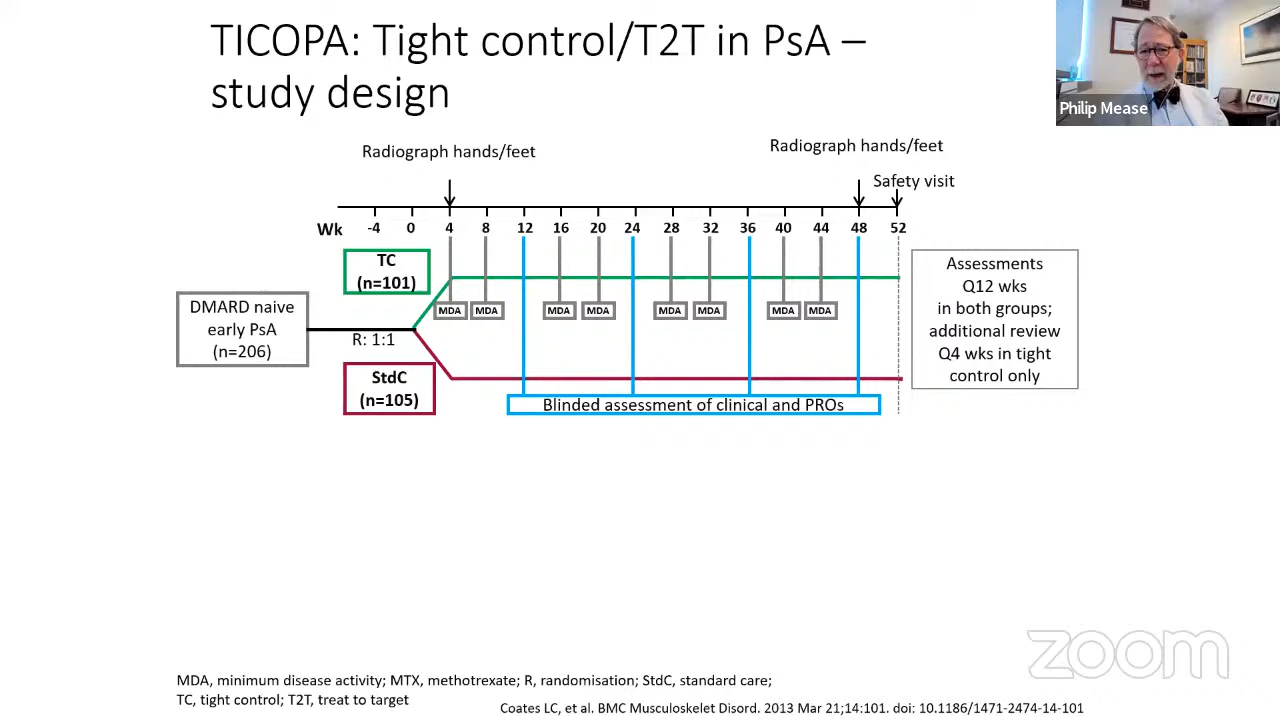 TICOPA: Tight control/T2T in PsA –
study design
Philip Mease
Radiograph hands/feet
Radiograph hands/feet
Safety visit
Wk -4 0 4 8 12 16 20 24 28 32 36 40 44 48 52
TC
(n=101)
DMARD naive
early PsA
(n=206)
R: 1:1
MDA MDA MDA MDA MDA MDA MDA MDA
StdC
(n=105)
Blinded assessment of clinical and PROs
Assessments
Q12 wks
in both groups;
additional review
Q4 wks in tight
control only
zoom
MDA, minimum disease activity; MTX, methotrexate; R, randomisation; StdC, standard care;
TC, tight control; T2T, treat to target
Coates LC, et al. BMC Musculoskelet Disord. 2013 Mar 21;14:101. doi: 10.1186/1471-2474-14-101